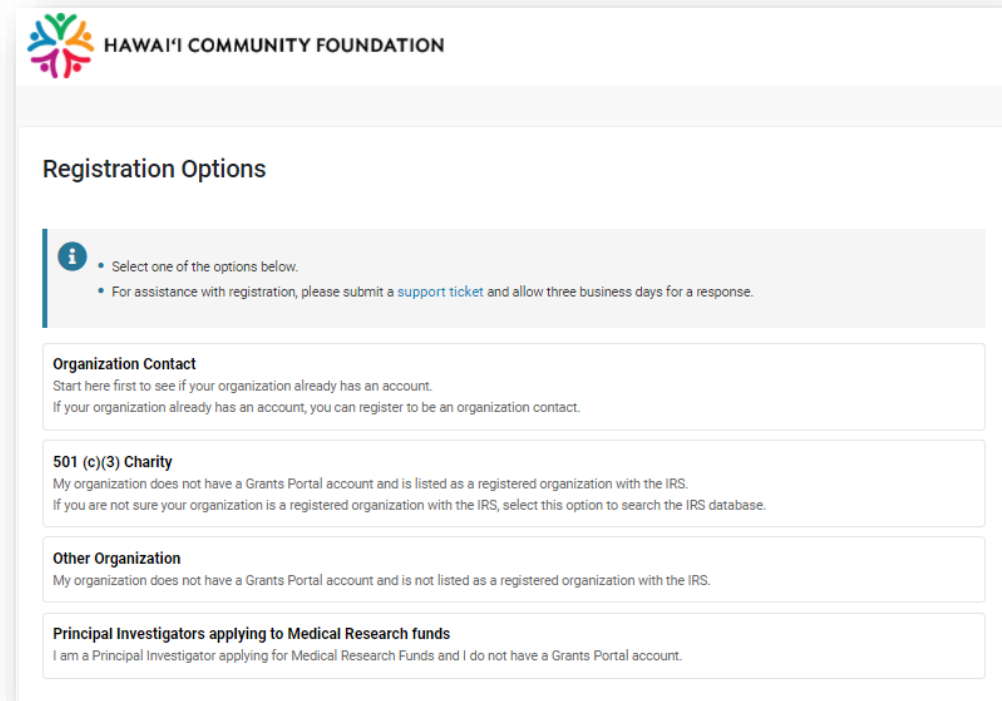 HAWAI‘I COMMUNITY FOUNDATION
Registration Options
Select one of the options below.
For assistance with registration, please submit a support ticket and allow three business days for a response.
Organization Contact
Start here first to see if your organization already has an account.
If your organization already has an account, you can register to be an organization contact.
501 (c)(3) Charity
My organization does not have a Grants Portal account and is listed as a registered organization with the IRS.
If you are not sure your organization is a registered organization with the IRS, select this option to search the IRS database.
Other Organization
My organization does not have a Grants Portal account and is not listed as a registered organization with the IRS.
Principal Investigators applying to Medical Research funds
I am a Principal Investigator applying for Medical Research Funds and I do not have a Grants Portal account.